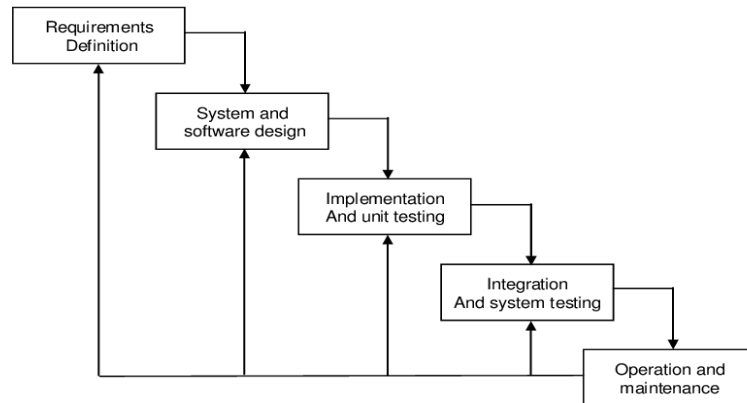 Requirements
Definition
System and
software design
Implementation
And unit testing
Integration
And system testing
Operation and
maintenance